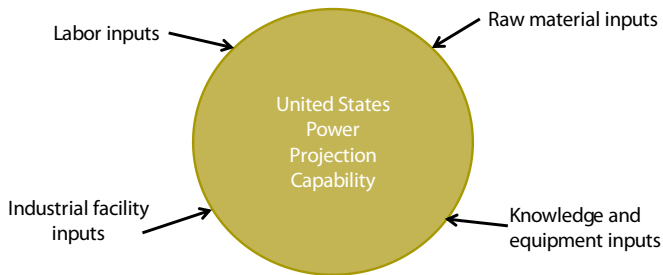 Labor inputs
Raw material inputs
United States
Power
Projection
Capability
Industrial facility
inputs
Knowledge and
equipment inputs